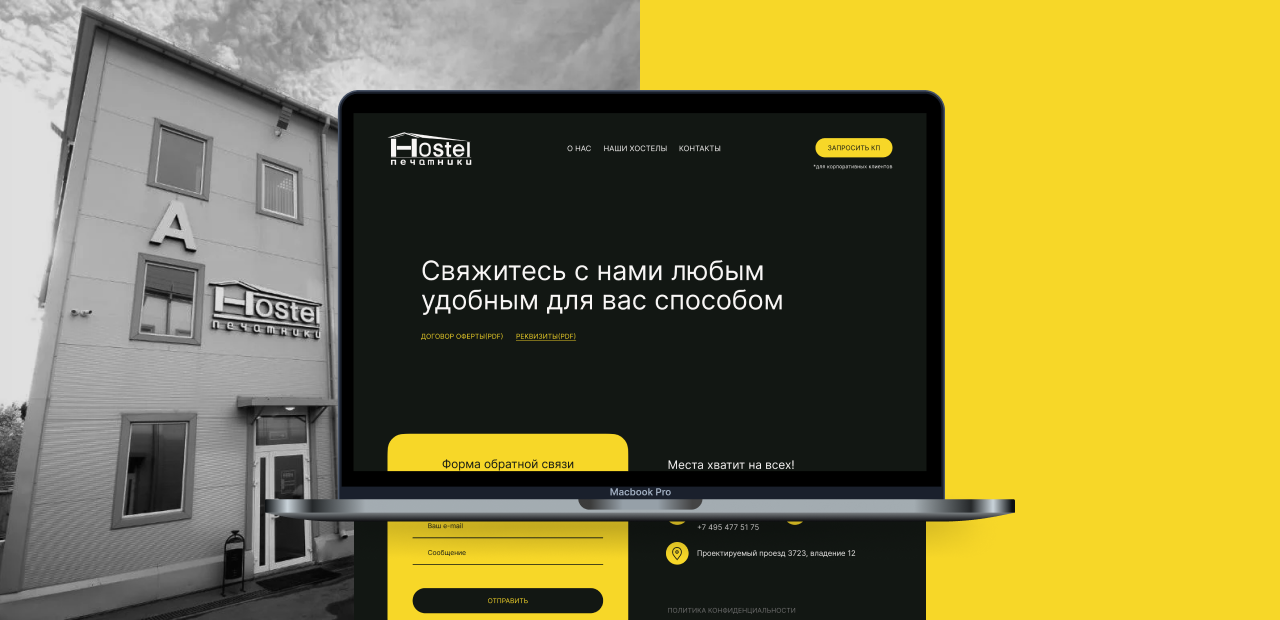 А
Hostel
печатники
Hostel
печатники
О НАС
НАШИ ХОСТЕЛЫ
КОНТАКТЫ
ЗАПРОСИТЬ КП
*для корпоративных клиентов
Свяжитесь с нами любым
удобным для вас способом
ДОГОВОР ОФЕРТЫ(PDF)
РЕКВИЗИТЫ(PDF)
Форма обратной связи
Места хватит на всех!
Macbook Pro
Ваш e-mail
Сообщение
ОТПРАВИТЬ
+7 495 477 51 75
Проектируемый проезд 3723, владение 12
ПОЛИТИКА КОНФИДЕНЦИАЛЬНОСТИ